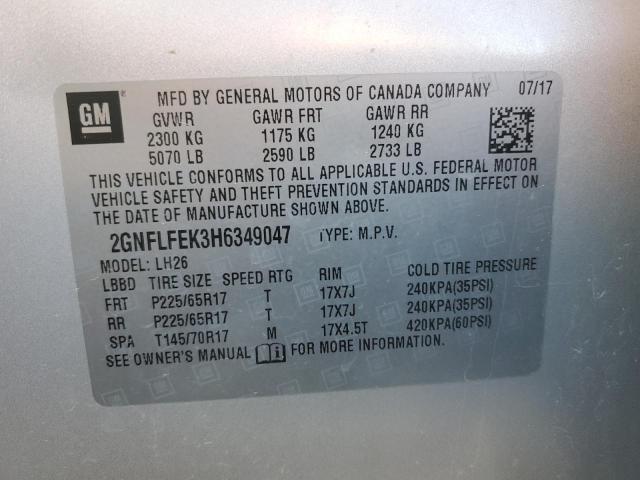 GM
MFD BY GENERAL MOTORS OF CANADA COMPANY 07/17
GVWR GAWR FRT GAWR RR
2300 KG 1175 KG 1240 KG
5070 LB 2590 LB 2733 LB
THIS VEHICLE CONFORMS TO ALL APPLICABLE U.S. FEDERAL MOTOR
VEHICLE SAFETY AND THEFT PREVENTION STANDARDS IN EFFECT ON
THE DATE OF MANUFACTURE SHOWN ABOVE.
2GNFLFEK3H6349047 TYPE: M.P.V.
MODEL: LH26
LBBD TIRE SIZE SPEED RTG RIM COLD TIRE PRESSURE
FRT P225/65R17 T 17X7J 240KPA(35PSI)
RR P225/65R17 T 17X7J 240KPA(35PSI)
SPA T145/70R17 M 17X4.5T 420KPA(60PSI)
SEE OWNER'S MANUAL FOR MORE INFORMATION.